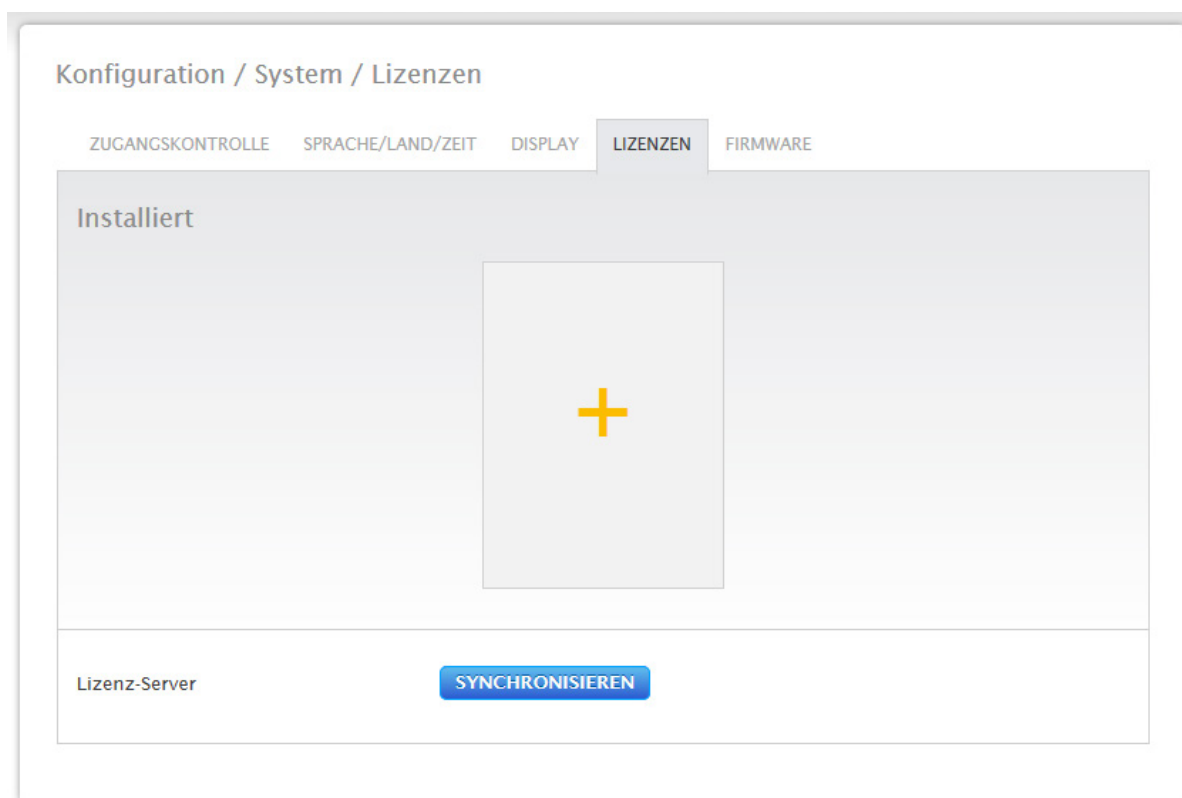 Konfiguration / System / Lizenzen
ZUGANGSKONTROLLE SPRACHE/LAND/ZEIT DISPLAY LIZENZEN FIRMWARE
Installiert
+
Lizenz-Server SYNCHRONISIEREN